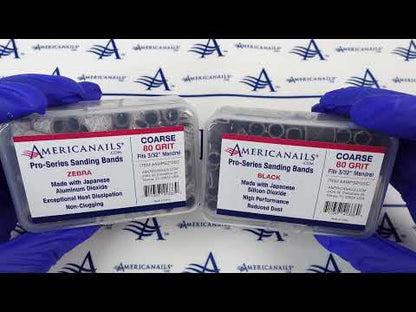 AMERICANAILS
.COM
Pro-Series Sanding Bands
ZEBRA
Made with Japanese
Aluminum Dioxide
Exceptional Heat Dissipation
Non-Clogging
COARSE
80 GRIT
Fits 3/32" Mandrel
AMERICANAILS
.COM
Pro-Series Sanding Bands
BLACK
Made with Japanese
Silicon Dioxide
High Performance
Reduced Dust
COARSE
80 GRIT
Fits 3/32" Mandrel